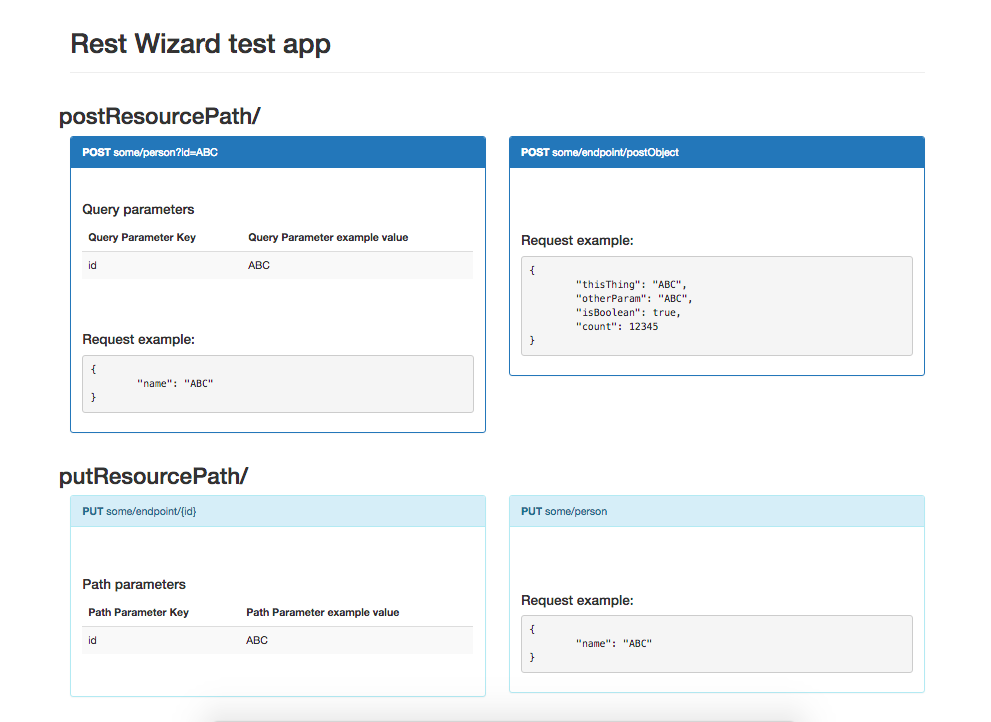 Rest Wizard test app
postResourcePath/
POST some/person?id=ABC
Query parameters
Query Parameter Key Query Parameter example value
id ABC
Request example:
{
"name": "ABC"
}
POST some/endpoint/postObject
Request example:
{
"thisThing": "ABC",
"otherParam": "ABC",
"isBoolean": true,
"count": 12345
}
putResourcePath/
PUT some/endpoint/{id}
Path parameters
Path Parameter Key Path Parameter example value
id ABC
PUT some/person
Request example:
{
"name": "ABC"
}